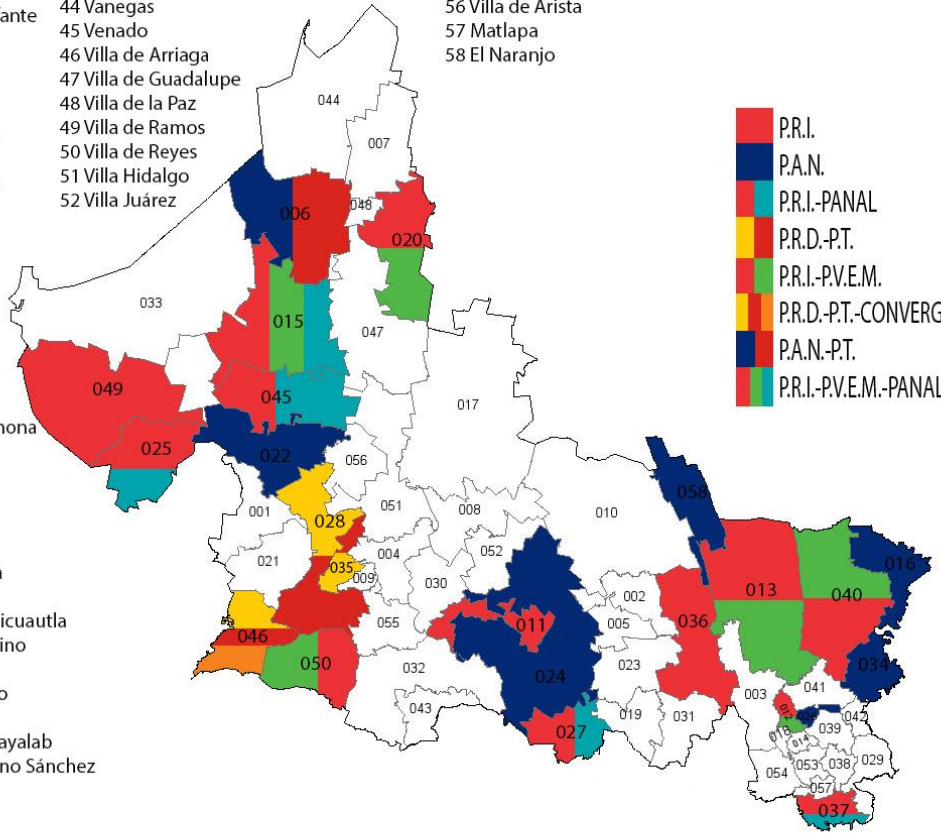 ante
44 Vanegas
45 Venado
46 Villa de Arriaga
47 Villa de Guadalupe
48 Villa de la Paz
49 Villa de Ramos
50 Villa de Reyes
51 Villa Hidalgo
52 Villa Juárez
56 Villa de Arista
57 Matlapa
58 El Naranjo
P.R.I.
P.A.N.
P.R.I.-PANAL
P.R.D.-P.T.
P.R.I.-P.V.E.M.
P.R.D.-P.T.-CONVERG
P.A.N.-P.T.
P.R.I.-P.V.E.M.-PANAL
nona
icuautla
ino
o
ayalab
no Sánchez
044
007
048
006
020
033
015
047
049
045
017
025
022
056
058
001
028
051
008
010
021
004
052
035
009
030
016
013
040
002
055
011
005
036
046
050
032
024
023
034
043
003
041
019
031
027
012
026
042
018
014
039
054
053
038
029
057
037